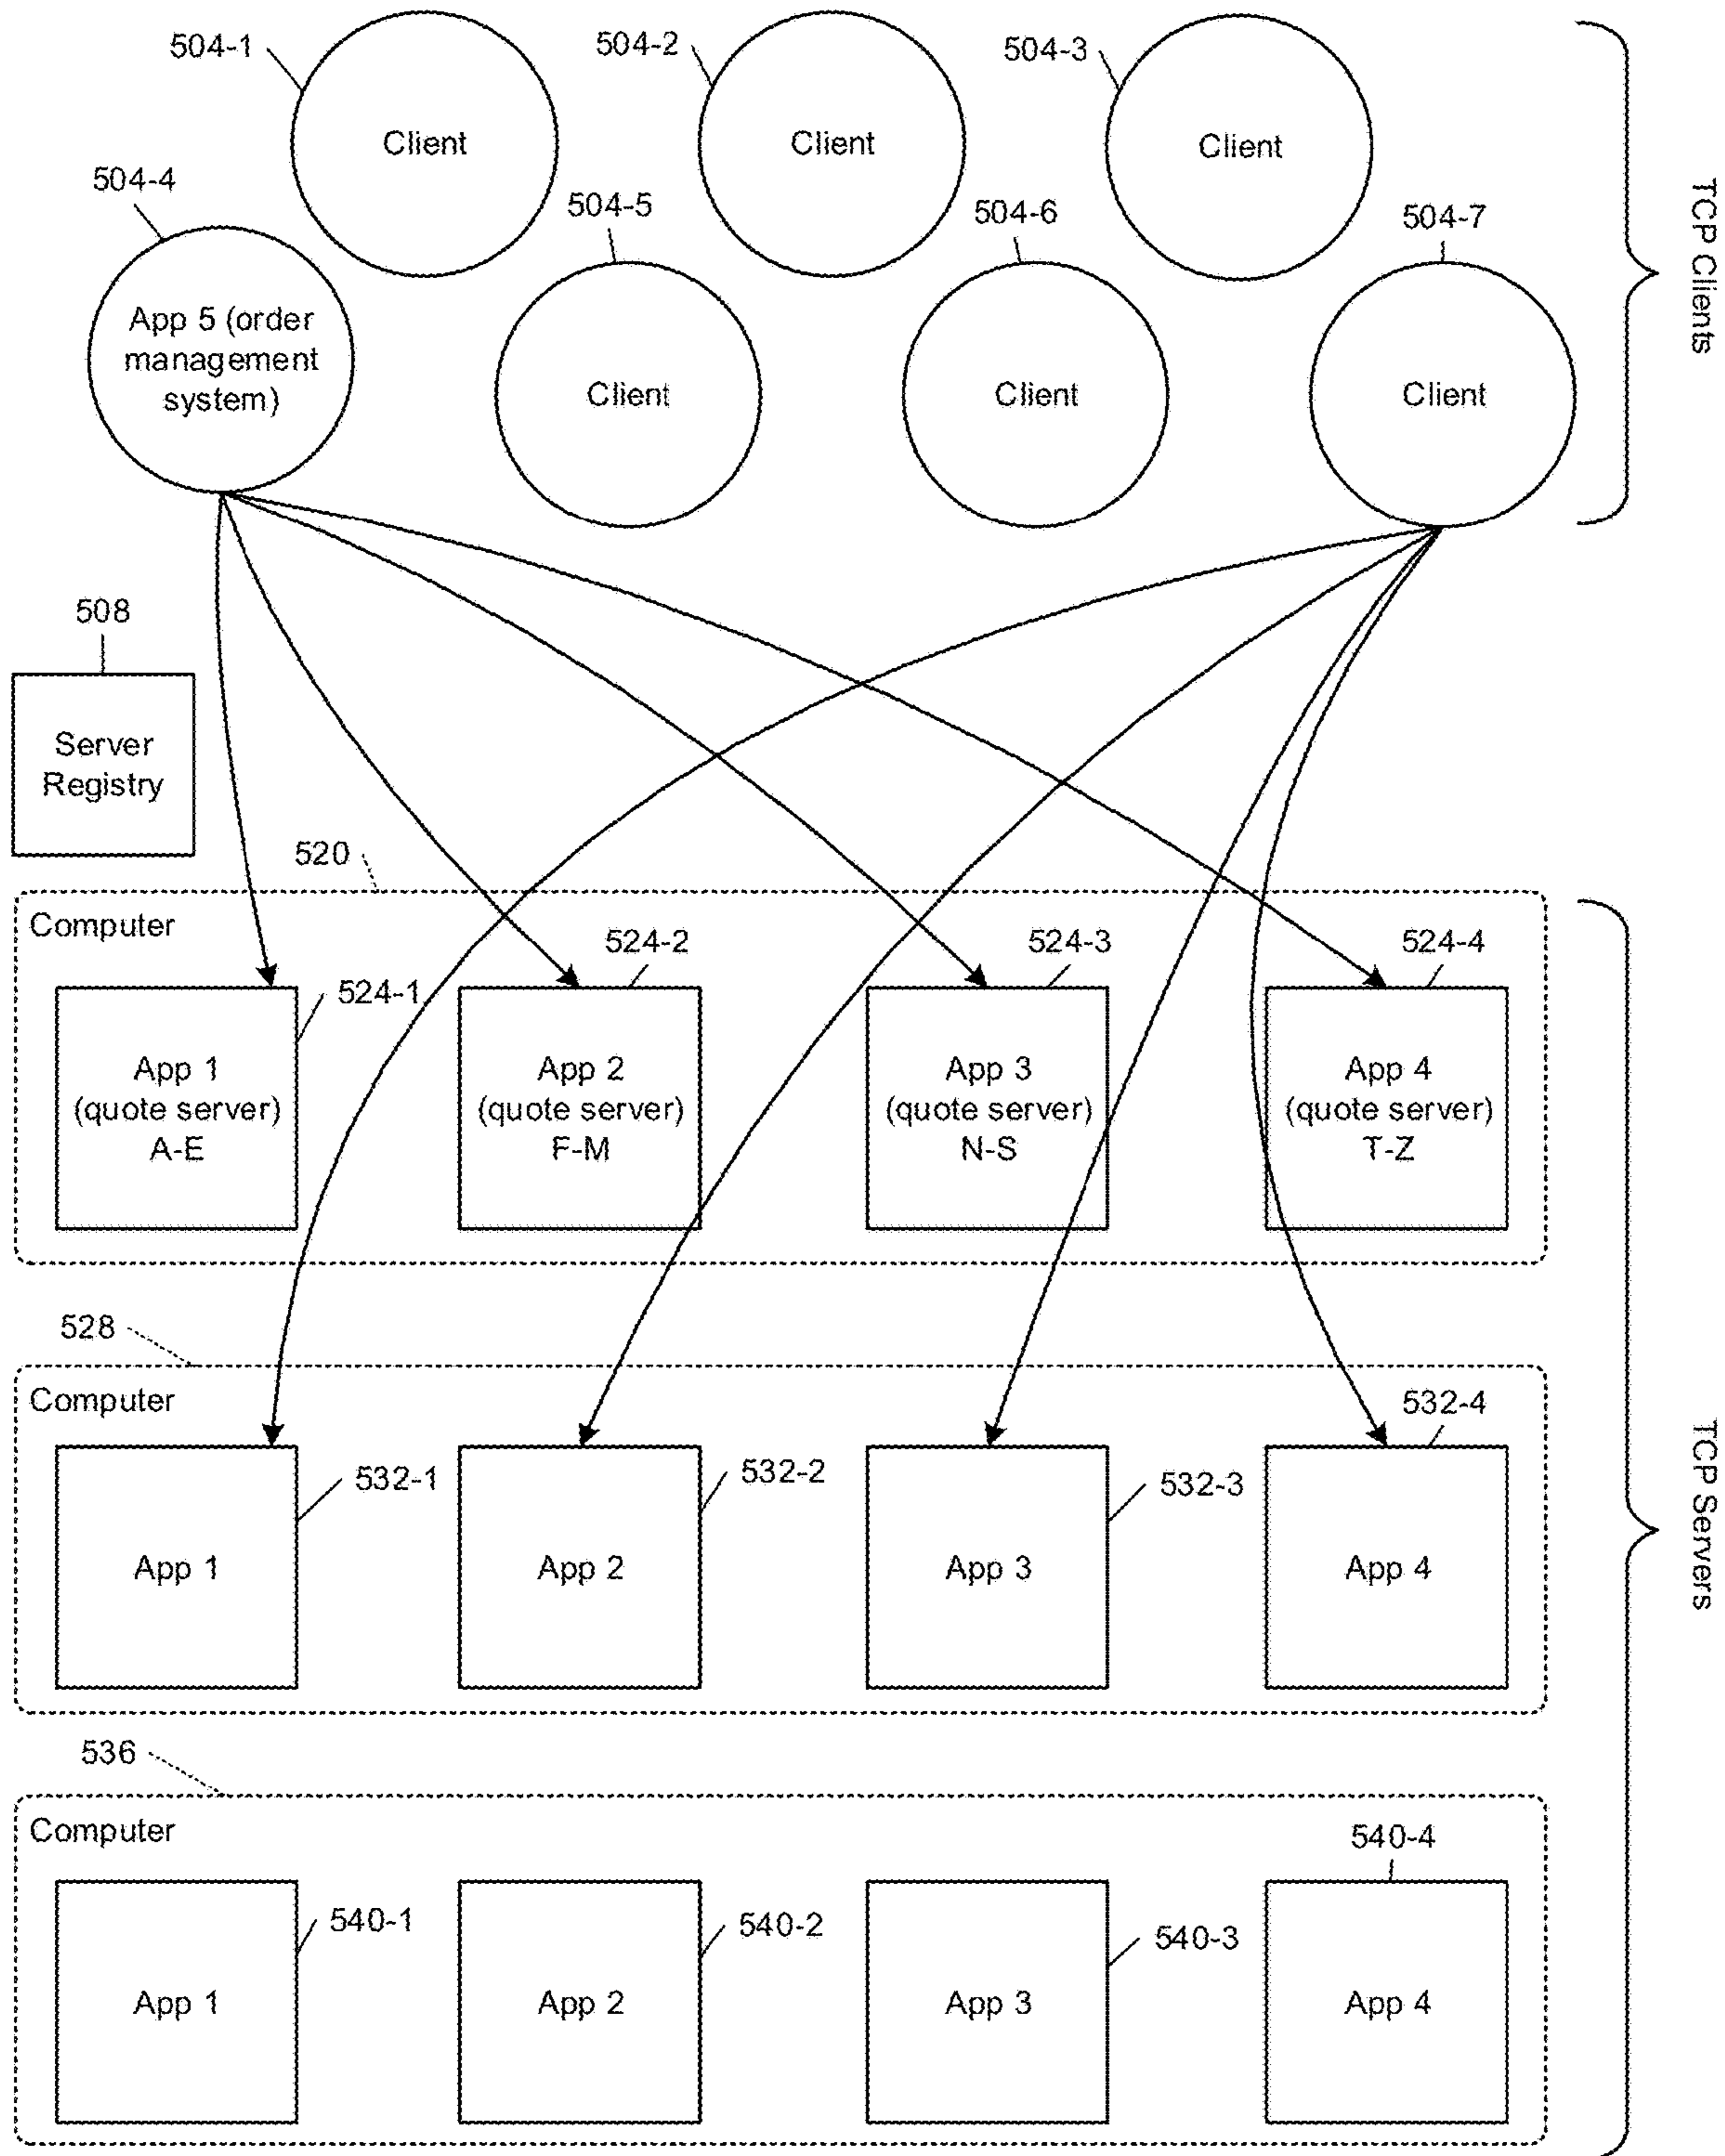 504-1
504-2
504-3
Client
Client
Client
504-4
504-5
504-6
504-7
App 5 (order
management
system)
Client
Client
Client
TCP Clients
508
Server
Registry
520
Computer
524-1
524-2
524-3
524-4
App 1
(quote server)
A-E
App 2
(quote server)
F-M
App 3
(quote server)
N-S
App 4
(quote server)
T-Z
528
Computer
532-1
532-2
532-3
532-4
App 1
App 2
App 3
App 4
TCP Servers
536
Computer
540-1
540-2
540-3
540-4
App 1
App 2
App 3
App 4